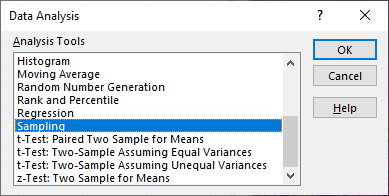 Data Analysis
?
Analysis Tools
Histogram
Moving Average
Random Number Generation
Rank and Percentile
Regression
Sampling
t-Test: Paired Two Sample for Means
t-Test: Two-Sample Assuming Equal Variances
t-Test: Two-Sample Assuming Unequal Variances
z-Test: Two Sample for Means
OK
Cancel
Help